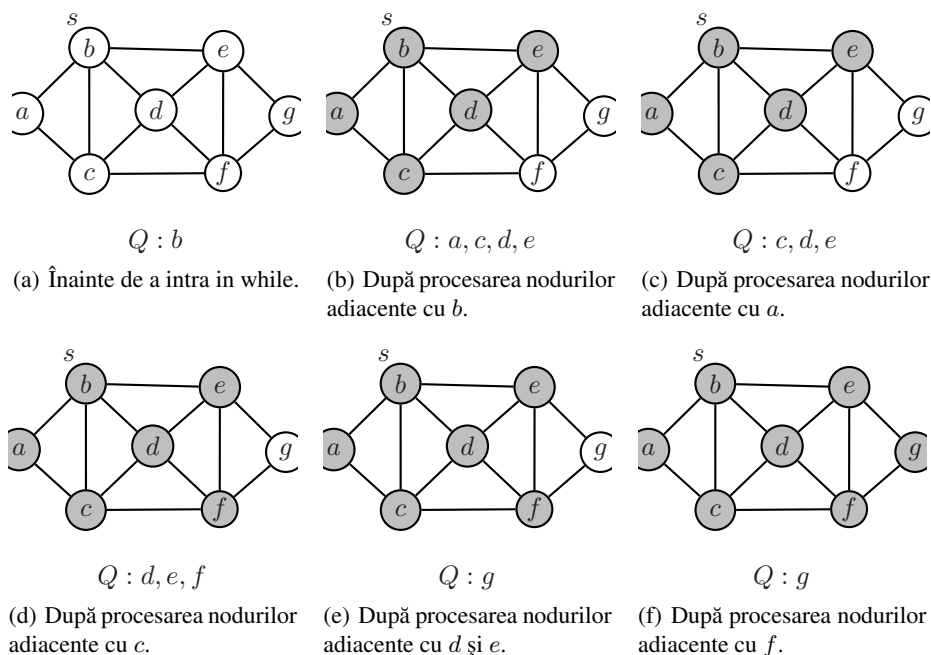 s
b
e
a
d
g
c
f
Q : b
(a) Înainte de a intra in while.
s
b
e
a
d
g
c
f
Q : a, c, d, e
(b) După procesarea nodurilor
adiacente cu b.
s
b
e
a
d
g
c
f
Q : c, d, e
(c) După procesarea nodurilor
adiacente cu a.
s
b
e
a
d
g
c
f
Q : d, e, f
(d) După procesarea nodurilor
adiacente cu c.
s
b
e
a
d
g
c
f
Q : g
(e) După procesarea nodurilor
adiacente cu d și e.
s
b
e
a
d
g
c
f
Q : g
(f) După procesarea nodurilor
adiacente cu f.